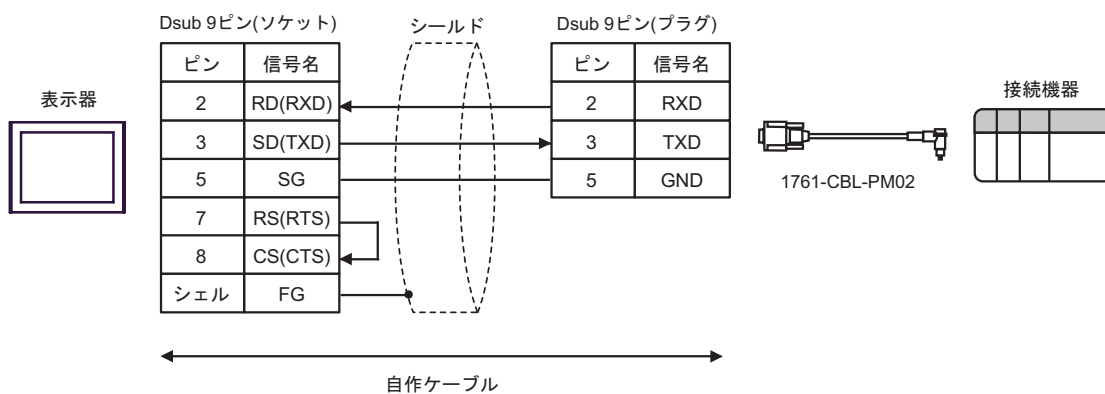 Dsub 9ピン(ソケット)
シールド
Dsub 9ピン(プラグ)
表示器
接続機器
ピン 信号名
2 RD(RXD)
3 SD(TXD)
5 SG
7 RS(RTS)
8 CS(CTS)
シェル FG
ピン 信号名
2 RXD
3 TXD
5 GND
1761-CBL-PM02
自作ケーブル